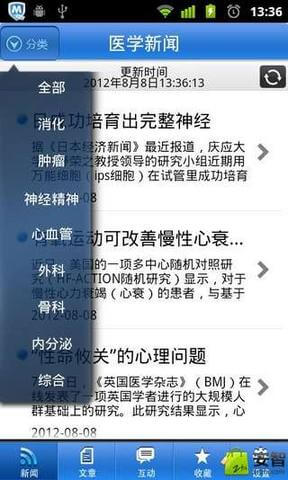 13:36
分类
医学新闻
更新时间
2012年8月8日13:36:13
全部
消化
肿瘤
神经精神
心血管
外科
骨科
内分泌
综合
成功培育出完整神经
据《日本经济新闻》最近报道，庆应大
荣之教授领导的研究小组近期用
万能细胞（ips细胞）在试管里成功培育
运动可改善慢性心衰...
美国的一项多中心随机对照研
究（HF-ACTION随机研究）显示，对于
慢性心力衰竭（心衰）的患者，与基于
2012-08-08
“性命攸关”的心理问题
日，《英国医学杂志》（BMJ）在
线发表了一项英国学者进行的大规模人
群基础上的研究。此研究结果显示，
2012-08-08
新闻
文章
互动
收藏
设置
安智